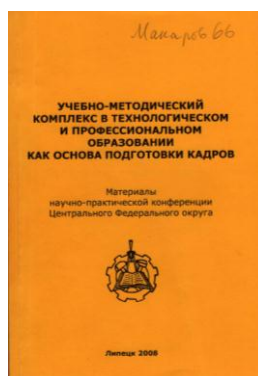 Макаров 66
УЧЕБНО-МЕТОДИЧЕСКИЙ
КОМПЛЕКС В ТЕХНОЛОГИЧЕСКОМ
И ПРОФЕССИОНАЛЬНОМ
ОБРАЗОВАНИИ
КАК ОСНОВА ПОДГОТОВКИ КАДРОВ
Материалы
научно-практической конференции
Центрального Федерального округа
Липецк 2006